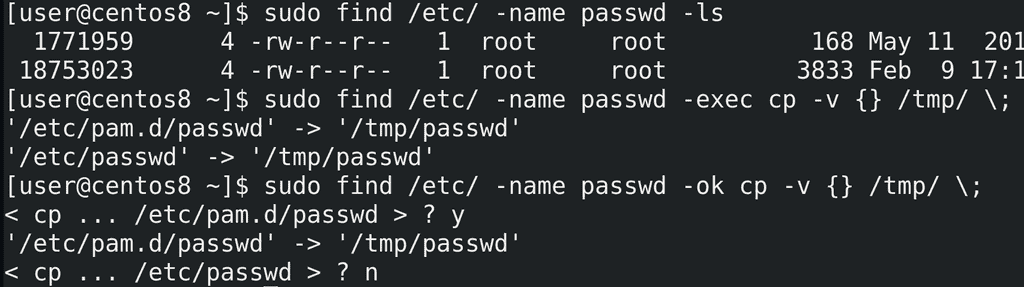 [user@centos8 ~]$ sudo find /etc/ -name passwd -ls
1771959 4 -rw-r--r-- 1 root root 168 May 11 201
18753023 4 -rw-r--r-- 1 root root 3833 Feb 9 17:1
[user@centos8 ~]$ sudo find /etc/ -name passwd -exec cp -v {} /tmp/ \;
'/etc/pam.d/passwd' -> '/tmp/passwd'
'/etc/passwd' -> '/tmp/passwd'
[user@centos8 ~]$ sudo find /etc/ -name passwd -ok cp -v {} /tmp/ \;
< cp ... /etc/pam.d/passwd > ? y
'/etc/pam.d/passwd' -> '/tmp/passwd'
< cp ... /etc/passwd > ? n